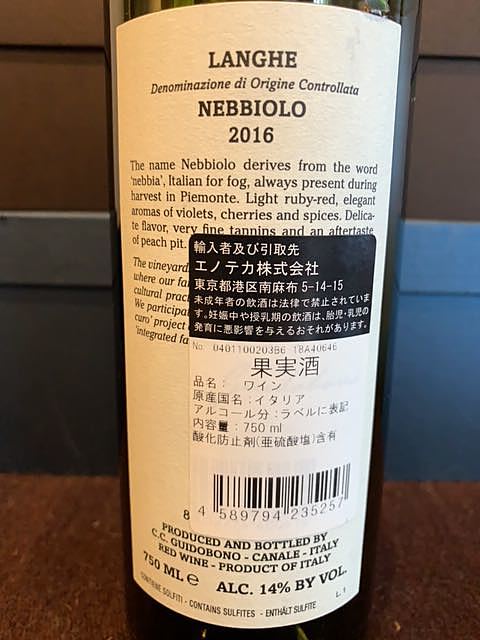 LANGHE
Denominazione di Origine Controllata
NEBBIOLO
2016
The name Nebbiolo derives from the word
'nebbia', Italian for fog, always present during
harvest in Piemonte. Light ruby-red, elegant
aromas of violets, cherries and spices. Delica-
te flavor, very fine tannins and an aftertaste
of peach pit.
The vineyard
where our fa
cultural pract
We participat
curo' project
'integrated fa
輸入者及び引取先
エノテカ株式会社
東京都港区南麻布 5-14-15
未成年者の飲酒は法律で禁止されていま
す。妊娠中や授乳期の飲酒は、胎児・乳児の
発育に悪影響を与えるおそれがあります。
No. 0401100203B6 18A40646
果実酒
品名: ワイン
原産国名:イタリア
アルコール分:ラベルに表記
内容量:750 ml
酸化防止剤(亜硫酸塩)含有
4 589794 235257
8
PRODUCED AND BOTTLED BY
C.C. GUIDOBONO - CANALE - ITALY
RED WINE - PRODUCT OF ITALY
750 ML e ALC. 14% BY VOL.
CONTIENE SOLFITI - CONTAINS SULFITES - ENTHÄLT SULFITE
L. 1